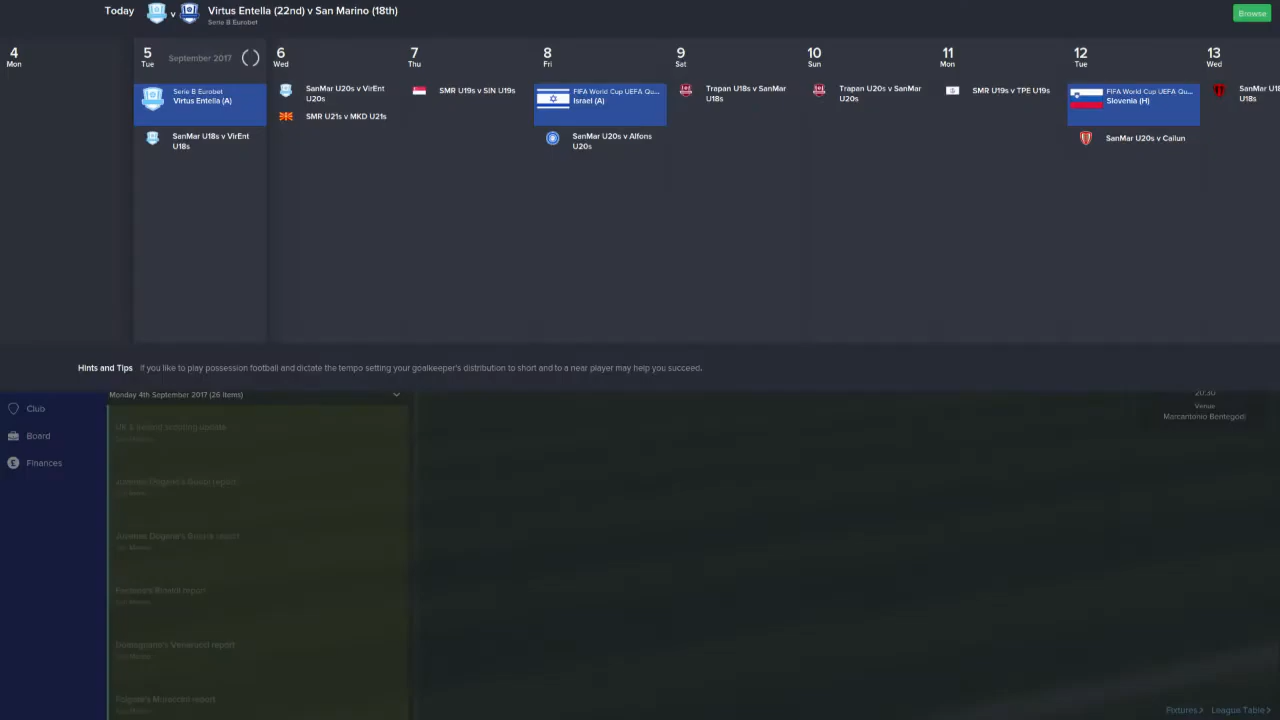 Today
Virtus Entella (22nd) v San Marino (18th)
v
Serie B Eurobet
Browse
4
Mon
5
Tue
September 2017
6
Wed
7
Thu
8
Fri
9
Sat
10
Sun
11
Mon
12
Tue
13
Wed
Serie B Eurobet
Virtus Entella (A)
SanMar U18s v VirEnt
U18s
SanMar U20s v VirEnt
U20s
SMR U21s v MKD U21s
SMR U19s v SIN U19s
FIFA World Cup UEFA Qu...
Israel (A)
SanMar U20s v Alfons
U20s
Trapan U18s v SanMar
U18s
Trapan U20s v SanMar
U20s
SMR U19s v TPE U19s
FIFA World Cup UEFA Qu...
Slovenia (H)
SanMar U20s v Caiiun
SanMar U
U18s
Hints and Tips
If you like to play possession football and dictate the tempo setting your goalkeeper's distribution to short and to a near player may help you succeed.
Club
Board
Finances
Monday 4th September 2017 (26 Items)
20:30
Venue
Marcantonio Bentegodi
Fixtures >
League Table >